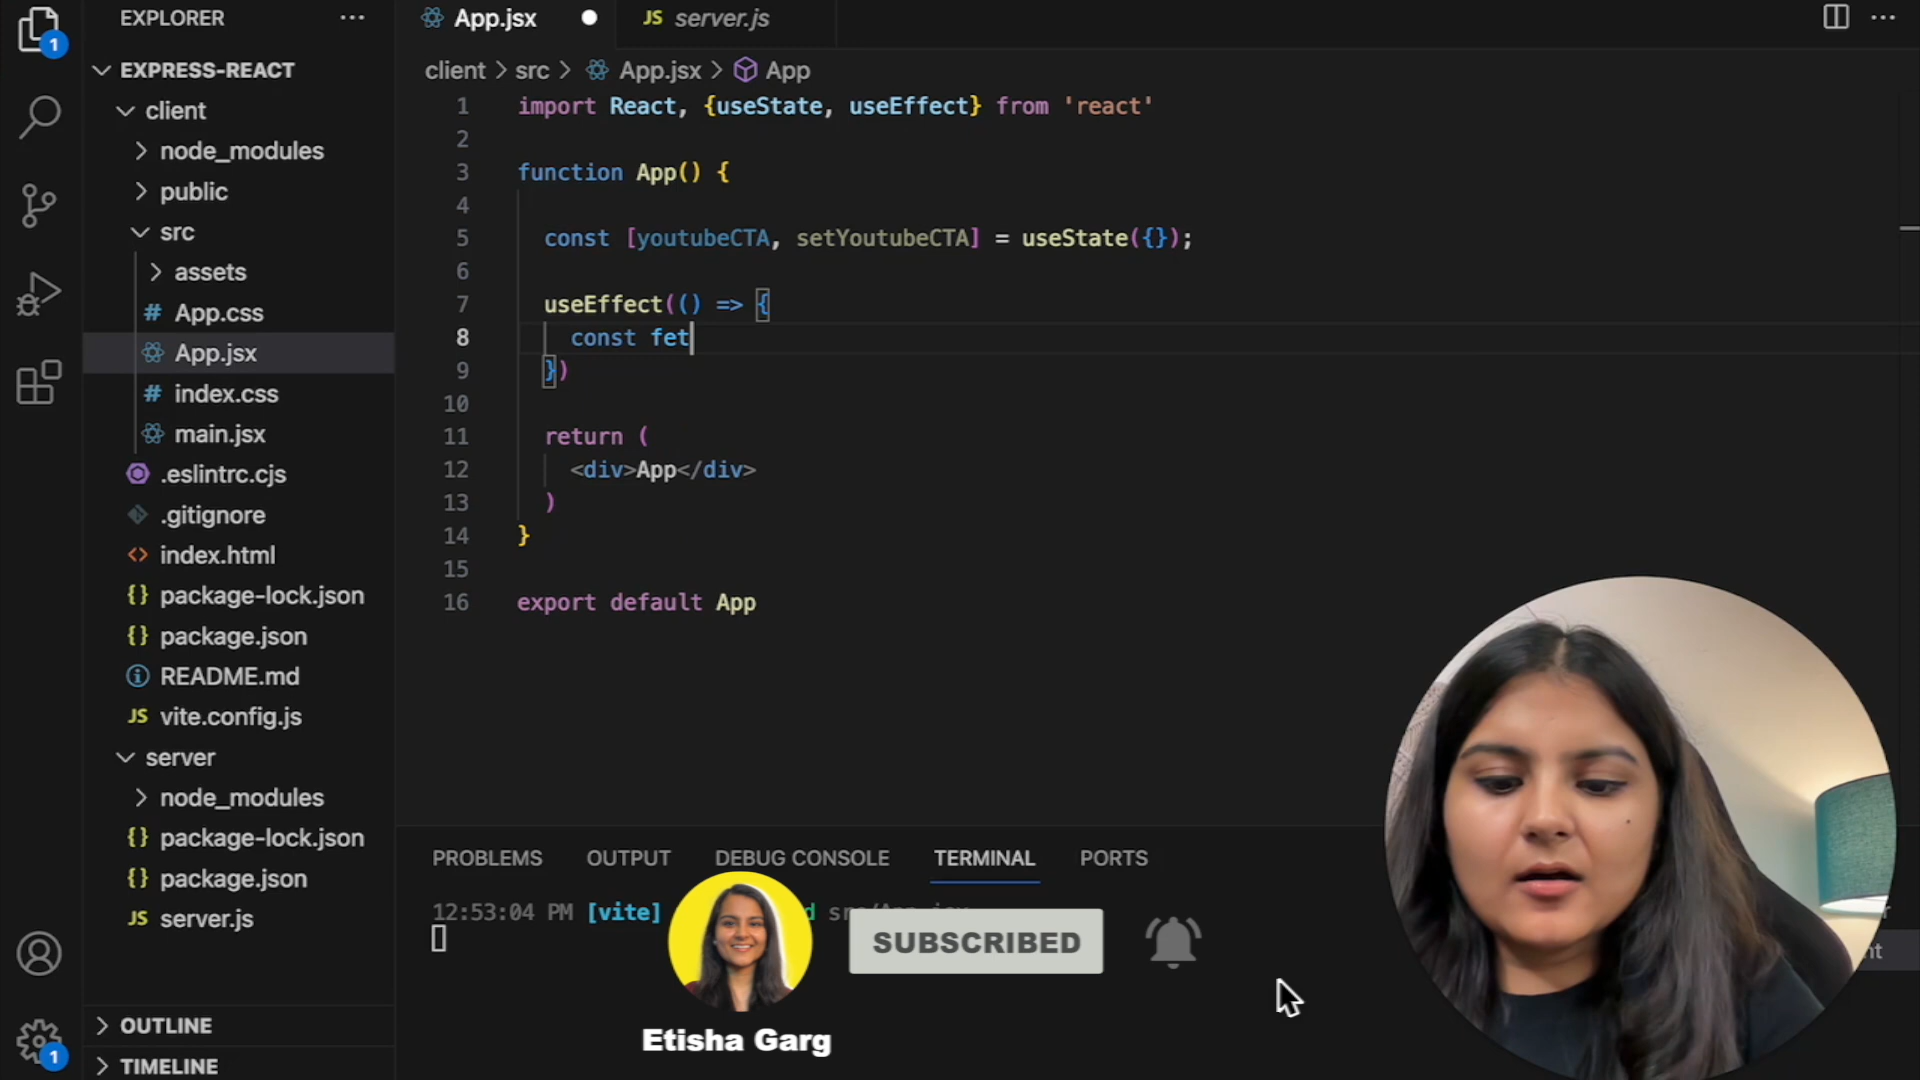 1
EXPLORER ...
EXPRESS-REACT
client
node_modules
public
src
assets
# App.css
App.jsx
# index.css
main.jsx
.eslintrc.cjs
.gitignore
<> index.html
{} package-lock.json
{} package.json
README.md
JS vite.config.js
server
node_modules
{} package-lock.json
{} package.json
JS server.js
OUTLINE
TIMELINE
1
App.jsx
JS server.js
...
client > src > App.jsx > App
1 import React, {useState, useEffect} from 'react'
2
3 function App() {
4
5 const [youtubeCTA, setYoutubeCTA] = useState({});
6
7 useEffect(() => {
8 const fet
9 })
10
11 return (
12 <div>App</div>
13 )
14 }
15
16 export default App
PROBLEMS OUTPUT DEBUG CONSOLE TERMINAL PORTS
12:53:04 PM [vite]
SUBSCRIBED
Etisha Garg